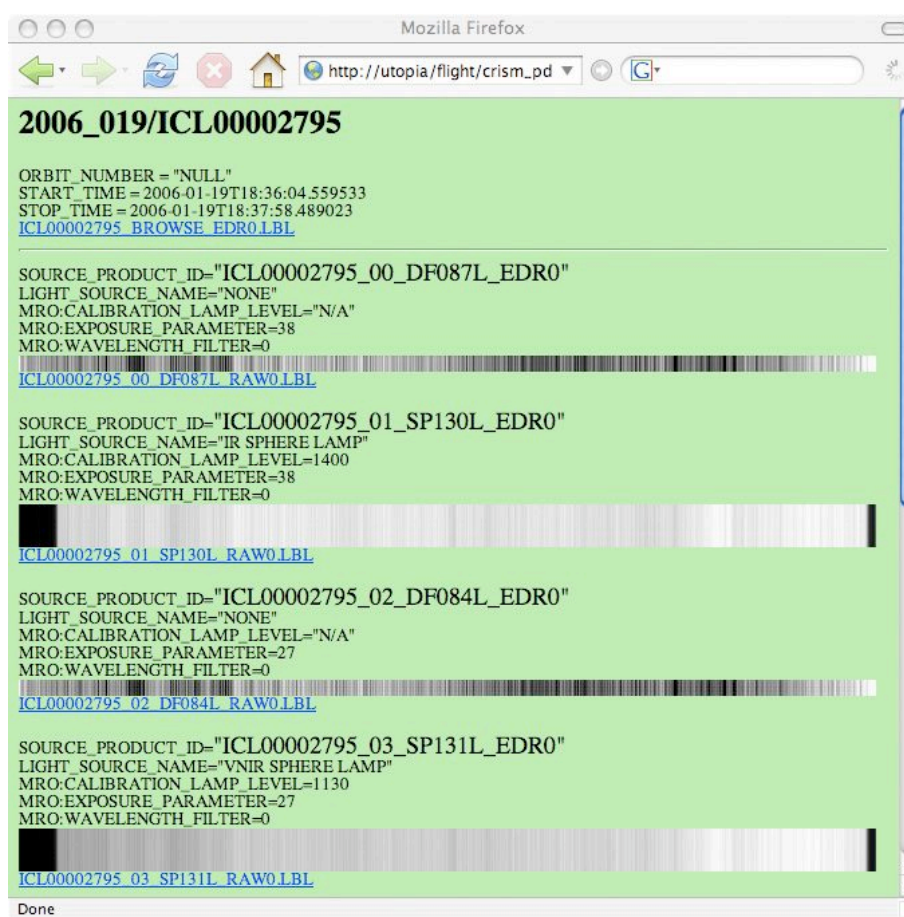 Mozilla Firefox
http://utopia/flight/crism_pd
G
2006_019/ICL00002795
ORBIT_NUMBER = "NULL"
START_TIME = 2006-01-19T18:36:04.559533
STOP_TIME = 2006-01-19T18:37:58.489023
ICL00002795_BROWSE_EDR0.LBL
SOURCE_PRODUCT_ID="ICL00002795_00_DF087L_EDR0"
LIGHT_SOURCE_NAME="NONE"
MRO:CALIBRATION_LAMP_LEVEL="N/A"
MRO:EXPOSURE_PARAMETER=38
MRO:WAVELENGTH_FILTER=0
ICL00002795_00_DF087L_RAW0.LBL
SOURCE_PRODUCT_ID="ICL00002795_01_SP130L_EDR0"
LIGHT_SOURCE_NAME="IR SPHERE LAMP"
MRO:CALIBRATION_LAMP_LEVEL=1400
MRO:EXPOSURE_PARAMETER=38
MRO:WAVELENGTH_FILTER=0
ICL00002795_01_SP130L_RAW0.LBL
SOURCE_PRODUCT_ID="ICL00002795_02_DF084L_EDR0"
LIGHT_SOURCE_NAME="NONE"
MRO:CALIBRATION_LAMP_LEVEL="N/A"
MRO:EXPOSURE_PARAMETER=27
MRO:WAVELENGTH_FILTER=0
ICL00002795_02_DF084L_RAW0.LBL
SOURCE_PRODUCT_ID="ICL00002795_03_SP131L_EDR0"
LIGHT_SOURCE_NAME="VNIR SPHERE LAMP"
MRO:CALIBRATION_LAMP_LEVEL=1130
MRO:EXPOSURE_PARAMETER=27
MRO:WAVELENGTH_FILTER=0
ICL00002795_03_SP131L_RAW0.LBL
Done